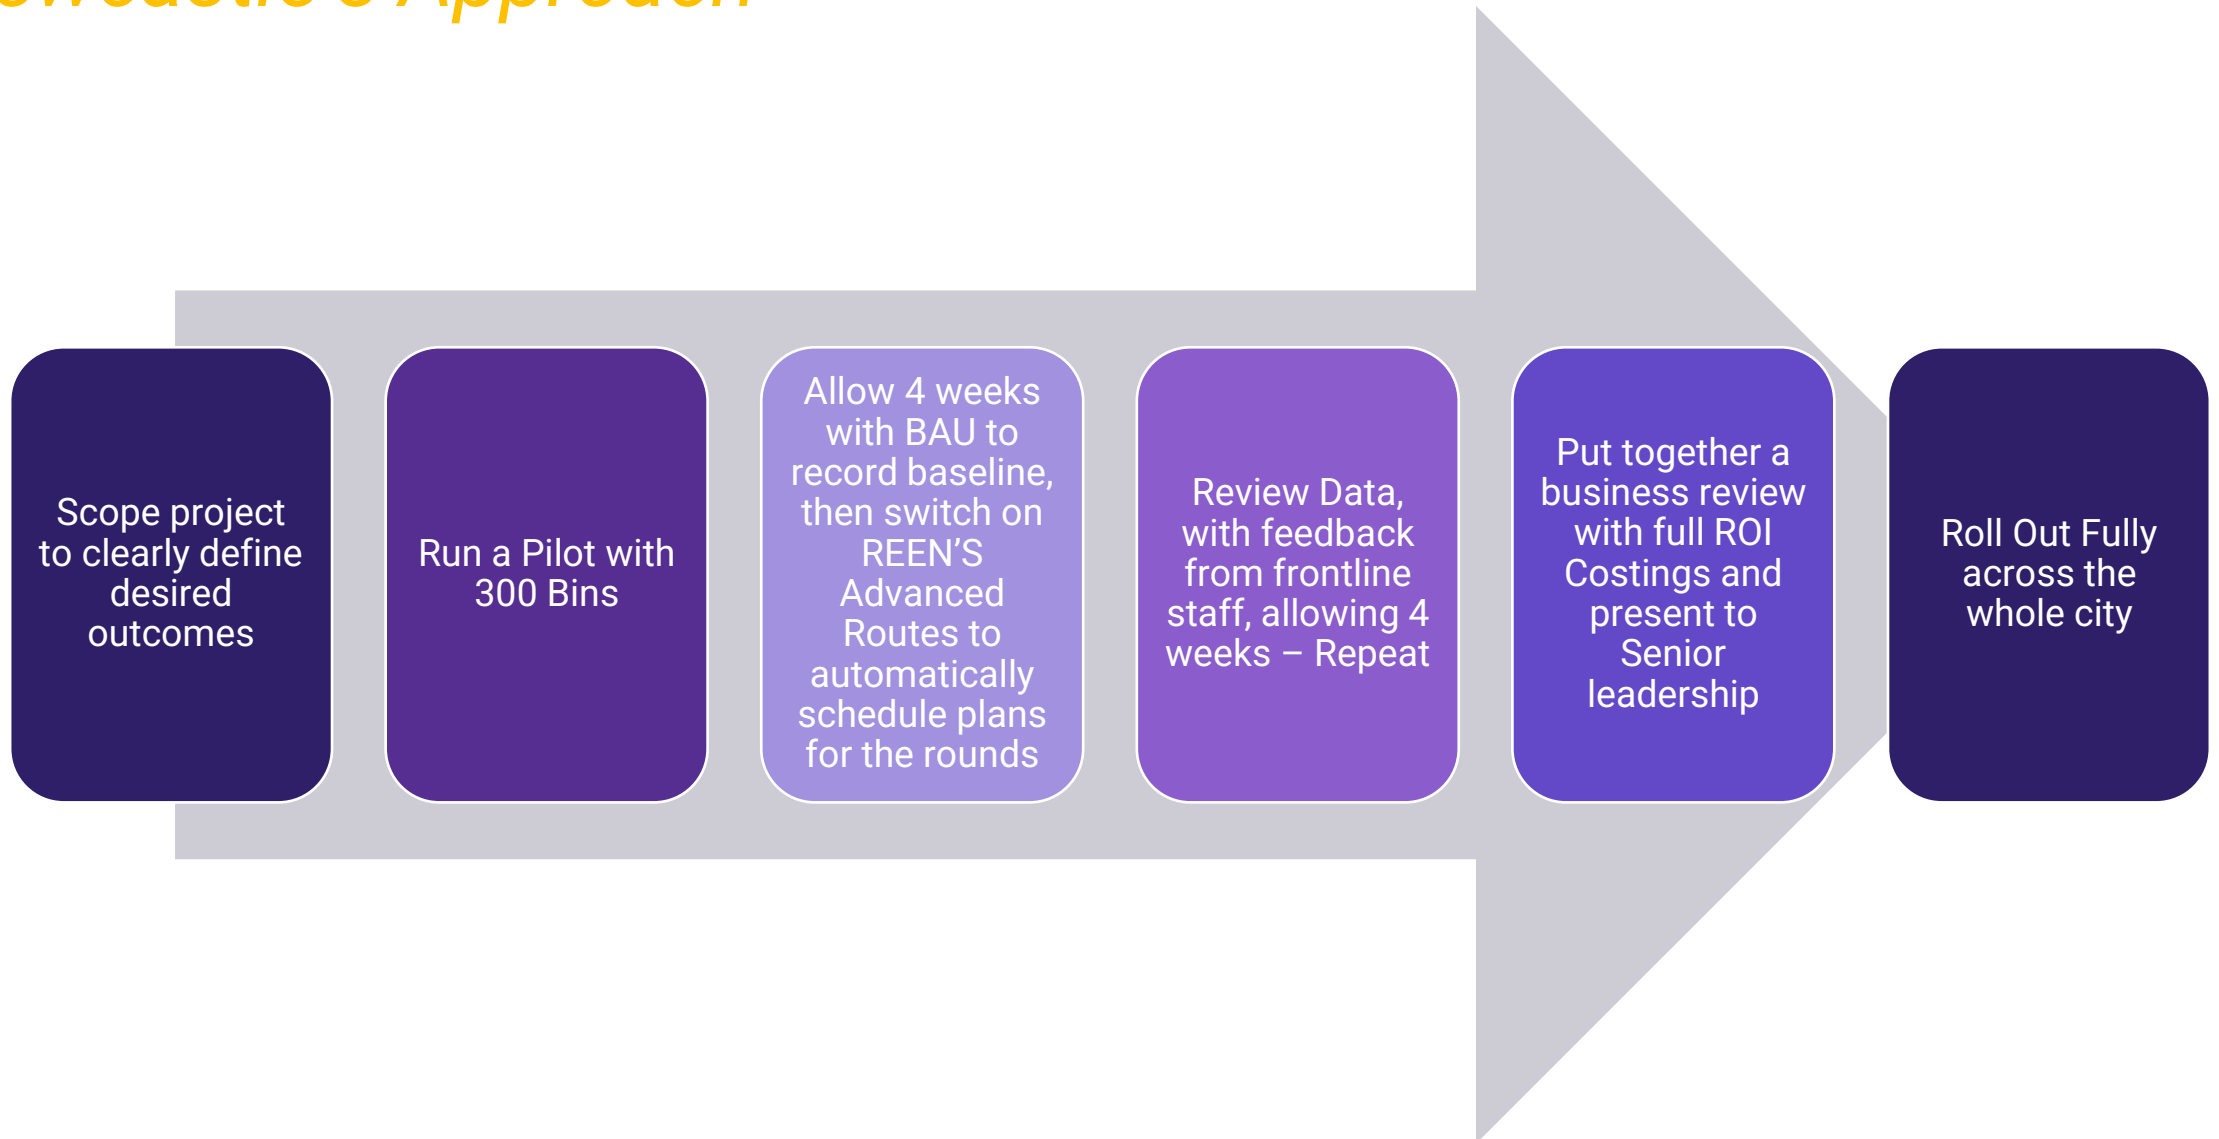 Approach
Scope project
to clearly define
desired
outcomes
Run a Pilot with
300 Bins
Allow 4 weeks
with BAU to
record baseline,
then switch on
REEN’S
Advanced
Routes to
automatically
schedule plans
for the rounds
Review Data,
with feedback
from frontline
staff, allowing 4
weeks – Repeat
Put together a
business review
with full ROI
Costings and
present to
Senior
leadership
Roll Out Fully
across the
whole city